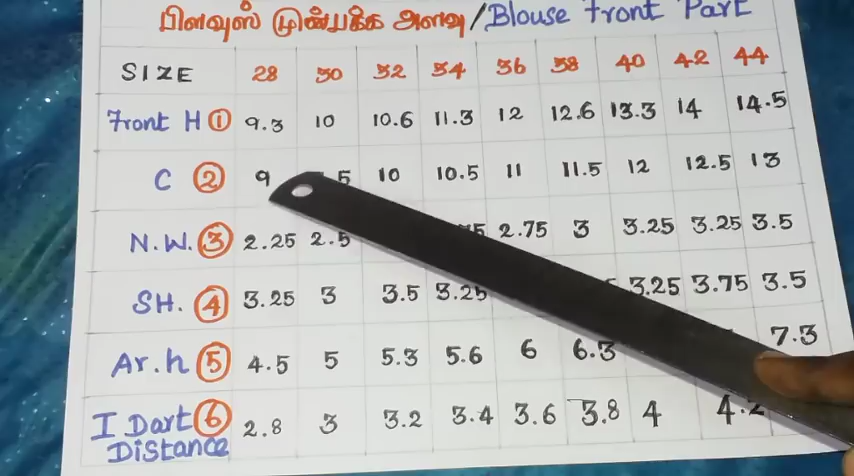 பிளவுஸ் முன்பக்க அளவு/Blouse Front Part
SIZE 28 30 32 34 36 38 40 42 44
Front H ① 9.3 10 10.6 11.3 12 12.6 13.3 14 14.5
C ② 9 5 10 10.5 11 11.5 12 12.5 13
N.W. ③ 2.25 2.5 75 2.75 3 3.25 3.25 3.5
SH. ④ 3.25 3 3.5 3.25 3.25 3.75 3.5
Ar.h ⑤ 4.5 5 5.3 5.6 6 6.3 7.3
I Dart ⑥ 2.8 3 3.2 3.4 3.6 3.8 4 4.2
Distance